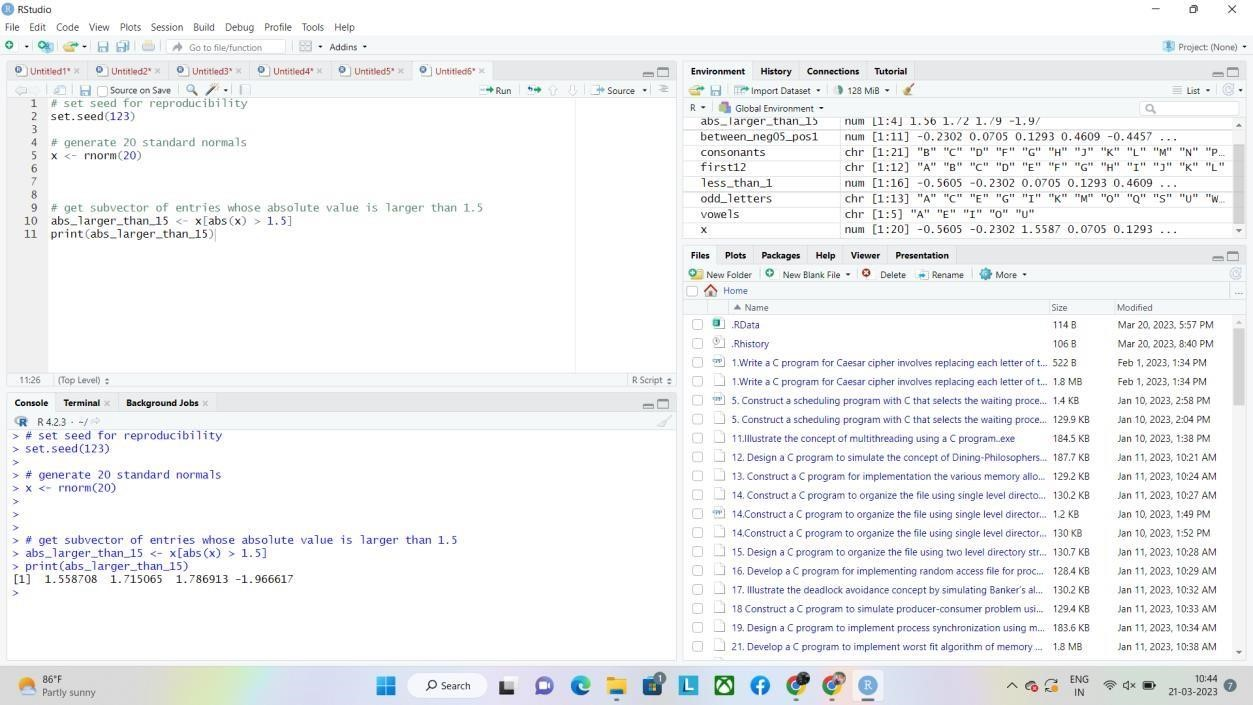 RStudio
File Edit Code View Plots Session Build Debug Profile Tools Help
Go to file/function Addins Project: (None)
Untitled1* Untitled2* Untitled3* Untitled4* Untitled5* Untitled6*
Source on Save Run Source
1 # set seed for reproducibility
2 set.seed(123)
3
4 # generate 20 standard normals
5 x <- rnorm(20)
6
7
8
9 # get subvector of entries whose absolute value is larger than 1.5
10 abs_larger_than_15 <- x[abs(x) > 1.5]
11 print(abs_larger_than_15)
11:26 (Top Level) R Script
Console Terminal Background Jobs
R 4.2.3 · ~/
> # set seed for reproducibility
> set.seed(123)
>
> # generate 20 standard normals
> x <- rnorm(20)
>
>
>
> # get subvector of entries whose absolute value is larger than 1.5
> abs_larger_than_15 <- x[abs(x) > 1.5]
> print(abs_larger_than_15)
[1] 1.558708 1.715065 1.786913 -1.966617
>
Environment History Connections Tutorial
Import Dataset 128 MiB List
R Global Environment
abs_larger_than_15 num [1:4] 1.56 1.72 1.79 -1.97
between_neg05_pos1 num [1:11] -0.2302 0.0705 0.1293 0.4609 -0.4457 ...
consonants chr [1:21] "B" "C" "D" "F" "G" "H" "J" "K" "L" "M" "N" "P...
first12 chr [1:12] "A" "B" "C" "D" "E" "F" "G" "H" "I" "J" "K" "L"
less_than_1 num [1:16] -0.5605 -0.2302 0.0705 0.1293 0.4609 ...
odd_letters chr [1:13] "A" "C" "E" "G" "I" "K" "M" "O" "Q" "S" "U" "W...
vowels chr [1:5] "A" "E" "I" "O" "U"
x num [1:20] -0.5605 -0.2302 1.5587 0.0705 0.1293 ...
Files Plots Packages Help Viewer Presentation
New Folder New Blank File Delete Rename More
Home ...
Name Size Modified
.RData 114 B Mar 20, 2023, 5:57 PM
.Rhistory 106 B Mar 20, 2023, 8:40 PM
1.Write a C program for Caesar cipher involves replacing each letter of t... 522 B Feb 1, 2023, 1:34 PM
1.Write a C program for Caesar cipher involves replacing each letter of t... 1.8 MB Feb 1, 2023, 1:34 PM
5. Construct a scheduling program with C that selects the waiting proce... 1.4 KB Jan 10, 2023, 2:58 PM
5. Construct a scheduling program with C that selects the waiting proce... 129.9 KB Jan 10, 2023, 2:04 PM
11.Illustrate the concept of multithreading using a C program..exe 184.5 KB Jan 10, 2023, 1:38 PM
12. Design a C program to simulate the concept of Dining-Philosophers... 187.7 KB Jan 11, 2023, 10:21 AM
13. Construct a C program for implementation the various memory allo... 129.2 KB Jan 11, 2023, 10:24 AM
14. Construct a C program to organize the file using single level directo... 130.2 KB Jan 11, 2023, 10:27 AM
14.Construct a C program to organize the file using single level director... 1.2 KB Jan 10, 2023, 1:49 PM
14.Construct a C program to organize the file using single level director... 130 KB Jan 10, 2023, 1:52 PM
15. Design a C program to organize the file using two level directory str... 130.7 KB Jan 11, 2023, 10:28 AM
16. Develop a C program for implementing random access file for proc... 128.4 KB Jan 11, 2023, 10:29 AM
17. Illustrate the deadlock avoidance concept by simulating Banker's al... 130.2 KB Jan 11, 2023, 10:32 AM
18 Construct a C program to simulate producer-consumer problem usi... 129.4 KB Jan 11, 2023, 10:33 AM
19. Design a C program to implement process synchronization using m... 183.6 KB Jan 11, 2023, 10:34 AM
21. Develop a C program to implement worst fit algorithm of memory ... 1.8 MB Jan 11, 2023, 10:38 AM
86°F
Partly sunny
Search
1
ENG
IN
10:44
21-03-2023
7